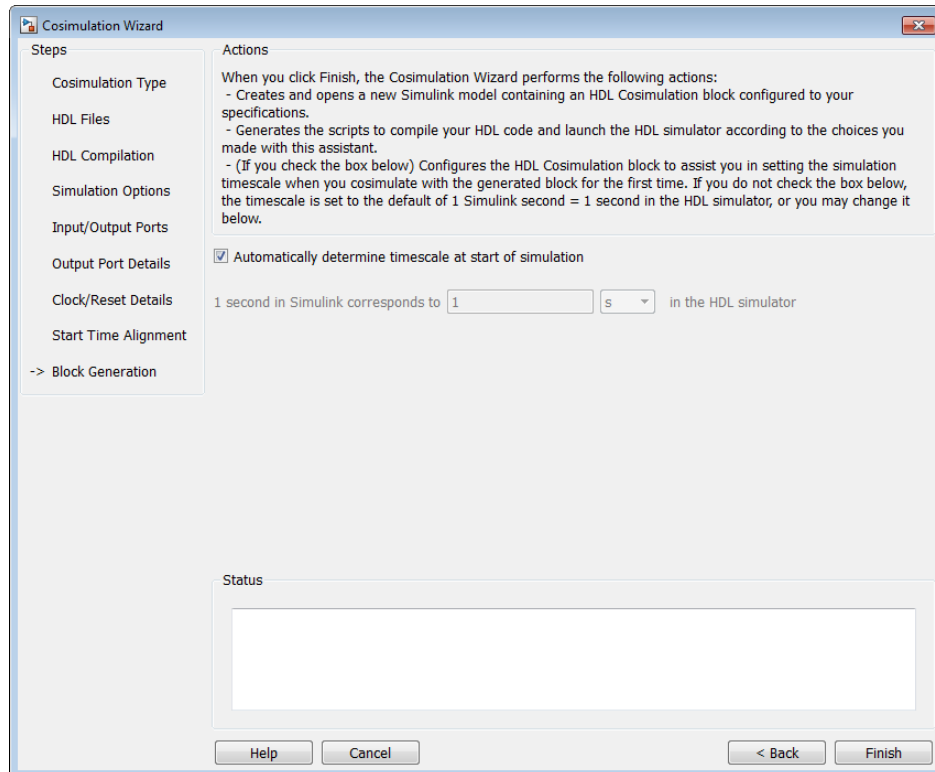 Cosimulation Wizard
Steps
Cosimulation Type
HDL Files
HDL Compilation
Simulation Options
Input/Output Ports
Output Port Details
Clock/Reset Details
Start Time Alignment
-> Block Generation
Actions
When you click Finish, the Cosimulation Wizard performs the following actions:
- Creates and opens a new Simulink model containing an HDL Cosimulation block configured to your
specifications.
- Generates the scripts to compile your HDL code and launch the HDL simulator according to the choices you
made with this assistant.
- (If you check the box below) Configures the HDL Cosimulation block to assist you in setting the simulation
timescale when you cosimulate with the generated block for the first time. If you do not check the box below,
the timescale is set to the default of 1 Simulink second = 1 second in the HDL simulator, or you may change it
below.
Automatically determine timescale at start of simulation
1 second in Simulink corresponds to 1 s in the HDL simulator
Status
Help Cancel < Back Finish